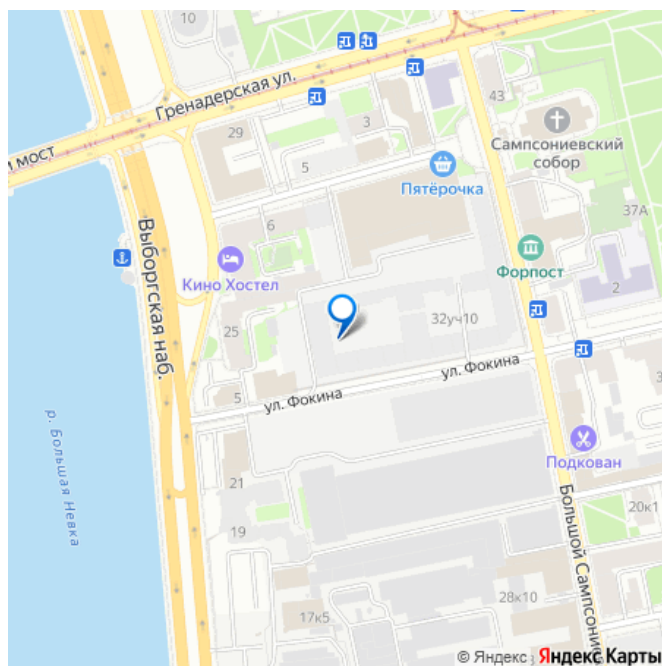 10
Гренадерская ул.
43
29
3
Сампсониевский
собор
и мост
5
Пятёрочка
37А
6
Форпост
Кино Хостел
2
Выборгская наб.
32уч10
25
ул. Фокина
5
ул. Фокина
Подкован
21
р. Большая Невка
19
20к1
Большой Сампсоние
28к10
17к5
© Яндекс
Яндекс Карты